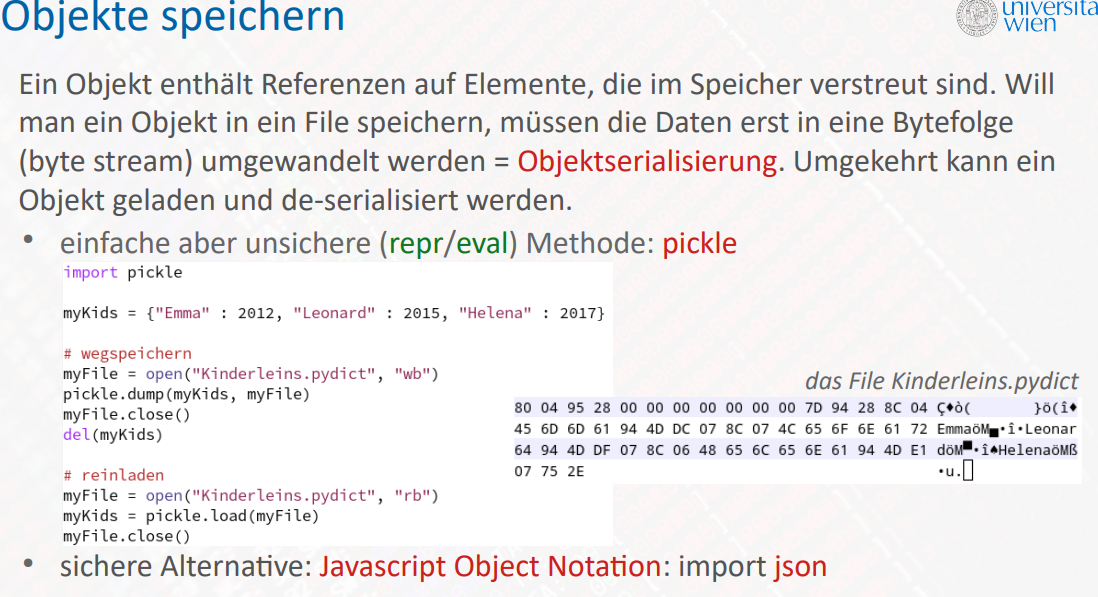 Objekte speichern
universitä
wien
Ein Objekt enthält Referenzen auf Elemente, die im Speicher verstreut sind. Will
man ein Objekt in ein File speichern, müssen die Daten erst in eine Bytefolge
(byte stream) umgewandelt werden = Objektserialisierung. Umgekehrt kann ein
Objekt geladen und de-serialisiert werden.
• einfache aber unsichere (repr/eval) Methode: pickle
import pickle
myKids = {"Emma" : 2012, "Leonard" : 2015, "Helena" : 2017}
# wegspeichern
myFile = open("Kinderleins.pydict", "wb")
pickle.dump(myKids, myFile)
myFile.close()
del(myKids)
# reinladen
myFile = open("Kinderleins.pydict", "rb")
myKids = pickle.load(myFile)
myFile.close()
das File Kinderleins.pydict
80 04 95 28 00 00 00 00 00 00 00 7D 94 28 8C 04 Ç♦ò(       }ö(î♦
45 6D 6D 61 94 4D DC 07 8C 07 4C 65 6F 6E 61 72 EmmaöM▄•î•Leonar
64 94 4D DF 07 8C 06 48 65 6C 65 6E 61 94 4D E1 döM▀•î♠HelenaöMß
07 75 2E •u.
• sichere Alternative: Javascript Object Notation: import json